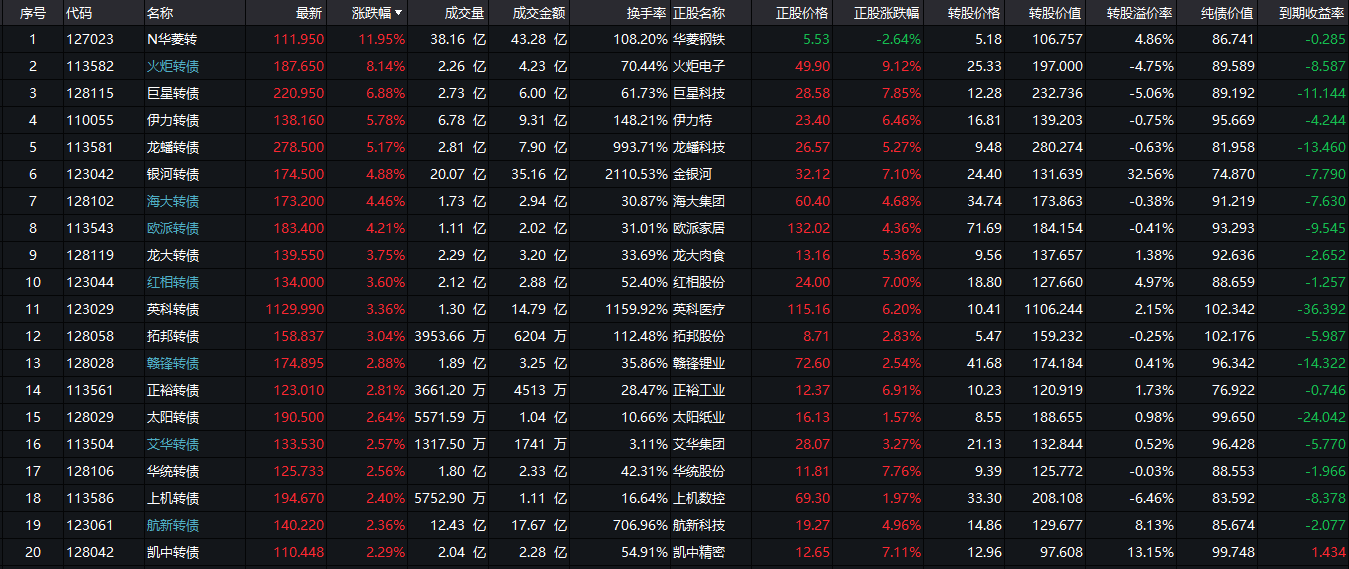 序号 代码 名称 最新 涨跌幅▼ 成交量 成交金额 换手率 正股名称 正股价格 正股涨跌幅 转股价格 转股价值 转股溢价率 纯债价值 到期收益率
1 127023 N华菱转 111.950 11.95% 38.16 亿 43.28 亿 108.20% 华菱钢铁 5.53 -2.64% 5.18 106.757 4.86% 86.741 -0.285
2 113582 火炬转债 187.650 8.14% 2.26 亿 4.23 亿 70.44% 火炬电子 49.90 9.12% 25.33 197.000 -4.75% 89.589 -8.587
3 128115 巨星转债 220.950 6.88% 2.73 亿 6.00 亿 61.73% 巨星科技 28.58 7.85% 12.28 232.736 -5.06% 89.192 -11.144
4 110055 伊力转债 138.160 5.78% 6.78 亿 9.31 亿 148.21% 伊力特 23.40 6.46% 16.81 139.203 -0.75% 95.669 -4.244
5 113581 龙蟠转债 278.500 5.17% 2.81 亿 7.90 亿 993.71% 龙蟠科技 26.57 5.27% 9.48 280.274 -0.63% 81.958 -13.460
6 123042 银河转债 174.500 4.88% 20.07 亿 35.16 亿 2110.53% 金银河 32.12 7.10% 24.40 131.639 32.56% 74.870 -7.790
7 128102 海大转债 173.200 4.46% 1.73 亿 2.94 亿 30.87% 海大集团 60.40 4.68% 34.74 173.863 -0.38% 91.219 -7.630
8 113543 欧派转债 183.400 4.21% 1.11 亿 2.02 亿 31.01% 欧派家居 132.02 4.36% 71.69 184.154 -0.41% 93.293 -9.545
9 128119 龙大转债 139.550 3.75% 2.29 亿 3.20 亿 33.69% 龙大肉食 13.16 5.36% 9.56 137.657 1.38% 92.636 -2.652
10 123044 红相转债 134.000 3.60% 2.12 亿 2.88 亿 52.40% 红相股份 24.00 7.00% 18.80 127.660 4.97% 88.659 -1.257
11 123029 英科转债 1129.990 3.36% 1.30 亿 14.79 亿 1159.92% 英科医疗 115.16 6.20% 10.41 1106.244 2.15% 102.342 -36.392
12 128058 拓邦转债 158.837 3.04% 3953.66 万 6204 万 112.48% 拓邦股份 8.71 2.83% 5.47 159.232 -0.25% 102.176 -5.987
13 128028 赣锋转债 174.895 2.88% 1.89 亿 3.25 亿 35.86% 赣锋锂业 72.60 2.54% 41.68 174.184 0.41% 96.342 -14.322
14 113561 正裕转债 123.010 2.81% 3661.20 万 4513 万 28.47% 正裕工业 12.37 6.91% 10.23 120.919 1.73% 76.922 -0.746
15 128029 太阳转债 190.500 2.64% 5571.59 万 1.04 亿 10.66% 太阳纸业 16.13 1.57% 8.55 188.655 0.98% 99.650 -24.042
16 113504 艾华转债 133.530 2.57% 1317.50 万 1741 万 3.11% 艾华集团 28.07 3.27% 21.13 132.844 0.52% 96.428 -5.770
17 128106 华统转债 125.733 2.56% 1.80 亿 2.33 亿 42.31% 华统股份 11.81 7.76% 9.39 125.772 -0.03% 88.553 -1.966
18 113586 上机转债 194.670 2.40% 5752.90 万 1.11 亿 16.64% 上机数控 69.30 1.97% 33.30 208.108 -6.46% 83.592 -8.378
19 123061 航新转债 140.220 2.36% 12.43 亿 17.67 亿 706.96% 航新科技 19.27 4.96% 14.86 129.677 8.13% 85.674 -2.077
20 128042 凯中转债 110.448 2.29% 2.04 亿 2.28 亿 54.91% 凯中精密 12.65 7.11% 12.96 97.608 13.15% 99.748 1.434